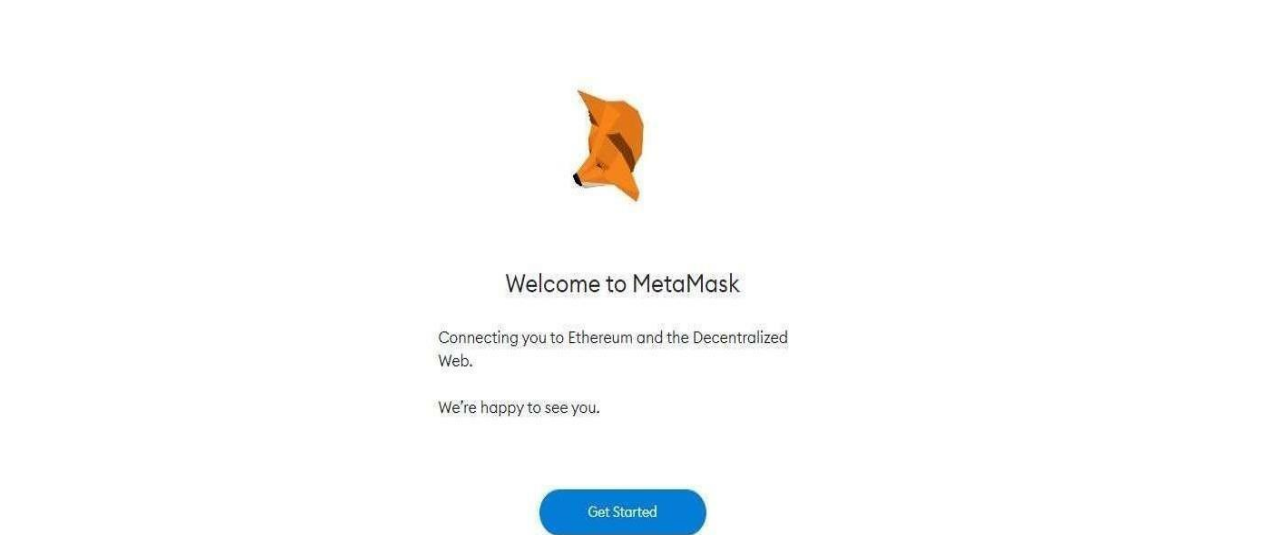 Welcome to MetaMask
Connecting you to Ethereum and the Decentralized
Web.
We're happy to see you.
Get Started